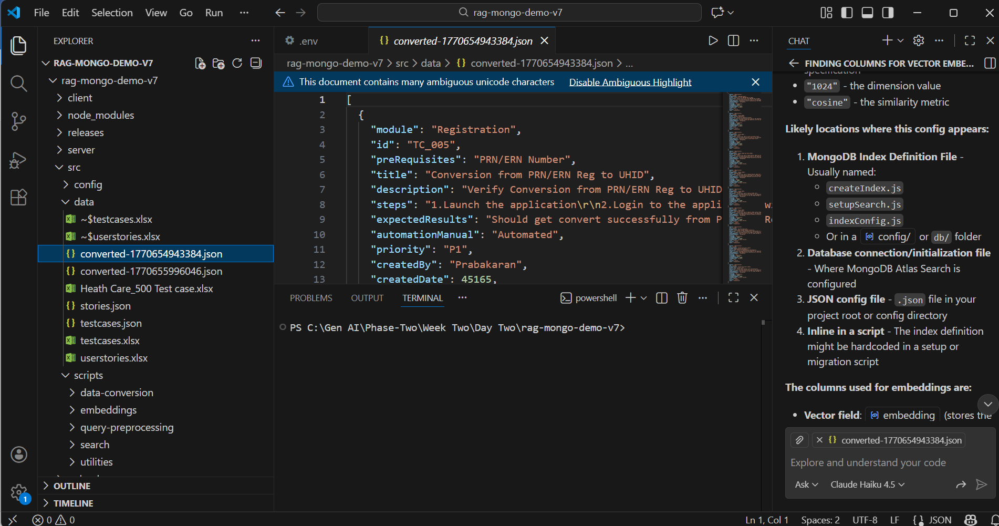 File Edit Selection View Go Run ···
rag-mongo-demo-v7
EXPLORER
RAG-MONGO-DEMO-V7
rag-mongo-demo-v7
client
node_modules
releases
server
src
config
data
~$testcases.xlsx
~$userstories.xlsx
converted-1770654943384.json
converted-1770655996046.json
Heath Care_500 Test case.xlsx
stories.json
testcases.json
testcases.xlsx
userstories.xlsx
scripts
data-conversion
embeddings
query-preprocessing
search
utilities
OUTLINE
TIMELINE
1
.env
{} converted-1770654943384.json
rag-mongo-demo-v7 > src > data > {} converted-1770654943384.json > ...
This document contains many ambiguous unicode characters Disable Ambiguous Highlight
1 [
2 {
3 "module": "Registration",
4 "id": "TC_005",
5 "preRequisites": "PRN/ERN Number",
6 "title": "Conversion from PRN/ERN Reg to UHID",
7 "description": "Verify Conversion from PRN/ERN Reg to UHID
8 "steps": "1.Launch the application\r\n2.Login to the appli wi
9 "expectedResults": "Should get convert successfully from P Re
10 "automationManual": "Automated",
11 "priority": "P1",
12 "createdBy": "Prabakaran",
13 "createdDate": 45165,
PROBLEMS OUTPUT TERMINAL ··· powershell
PS C:\Gen AI\Phase-Two\Week Two\Day Two\rag-mongo-demo-v7>
CHAT
FINDING COLUMNS FOR VECTOR EMBE...
specification
• "1024" - the dimension value
• "cosine" - the similarity metric
Likely locations where this config appears:
1. MongoDB Index Definition File -
Usually named:
createIndex.js
setupSearch.js
indexConfig.js
Or in a config/ or db/ folder
2. Database connection/initialization file
- Where MongoDB Atlas Search is
configured
3. JSON config file - .json file in your
project root or config directory
4. Inline in a script - The index definition
might be hardcoded in a setup or
migration script
The columns used for embeddings are:
• Vector field: embedding (stores the
{} converted-1770654943384.json
Explore and understand your code
Ask Claude Haiku 4.5
0 0
Ln 1, Col 1 Spaces: 2 UTF-8 LF {} JSON